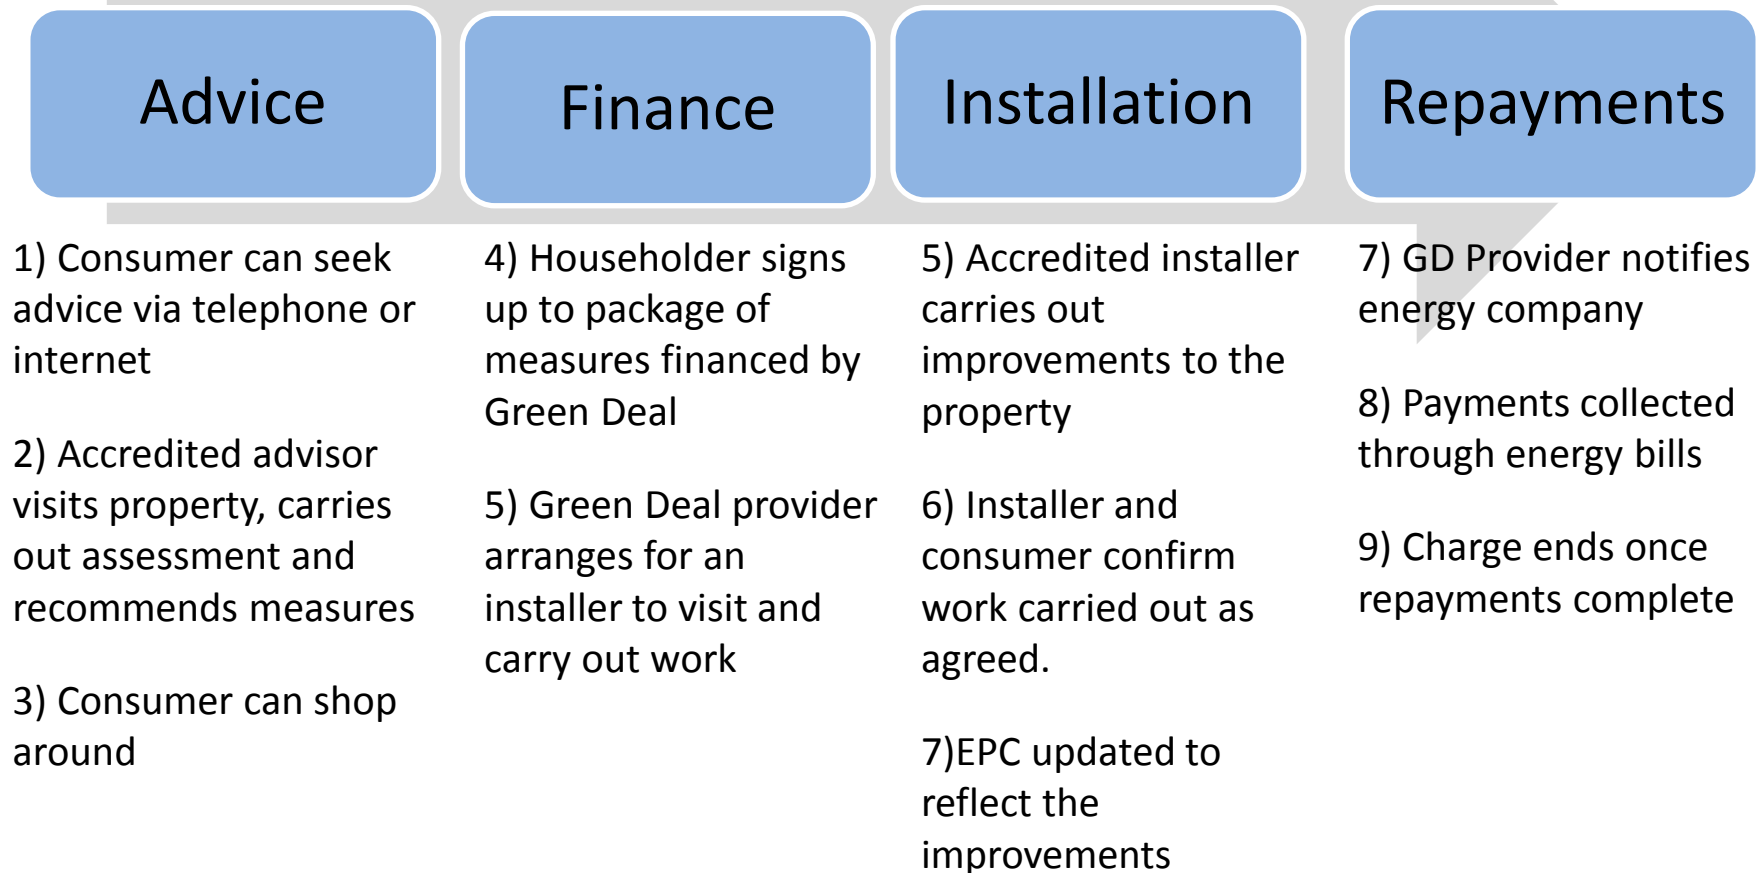 Advice
1) Consumer can seek
advice via telephone or
internet
2) Accredited advisor
visits property, carries
out assessment and
recommends measures
3) Consumer can shop
around
Finance
4) Householder signs
up to package of
measures financed by
Green Deal
5) Green Deal provider
arranges for an
installer to visit and
carry out work
Installation
5) Accredited installer
carries out
improvements to the
property
6) Installer and
consumer confirm
work carried out as
agreed.
7)EPC updated to
reflect the
improvements
Repayments
7) GD Provider notifies
energy company
8) Payments collected
through energy bills
9) Charge ends once
repayments complete